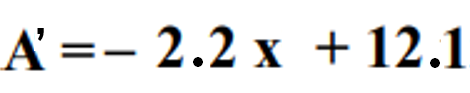 A’ = – 2.2 x + 12.1